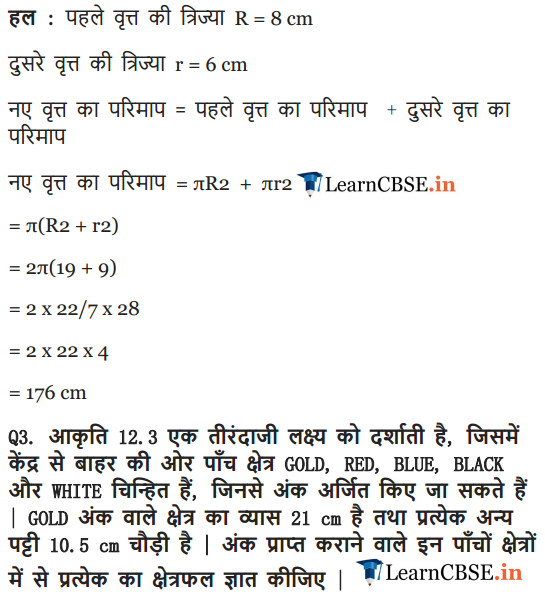 हल : पहले वृत्त की त्रिज्या R = 8 cm
दुसरे वृत्त की त्रिज्या r = 6 cm
नए वृत्त का परिमाप = पहले वृत्त का परिमाप + दुसरे वृत्त का
परिमाप
नए वृत्त का परिमाप = πR2 + πr2 LearnCBSE.in
= π(R2 + r2)
= 2π(19 + 9)
= 2 x 22/7 x 28
= 2 x 22 x 4
= 176 cm
Q3. आकृति 12.3 एक तीरंदाजी लक्ष्य को दर्शाती है, जिसमें
केंद्र से बाहर की ओर पाँच क्षेत्र GOLD, RED, BLUE, BLACK
और WHITE चिन्हित हैं, जिनसे अंक अर्जित किए जा सकते हैं
| GOLD अंक वाले क्षेत्र का व्यास 21 cm है तथा प्रत्येक अन्य
पट्टी 10.5 cm चौड़ी है | अंक प्राप्त कराने वाले इन पाँचों क्षेत्रों
में से प्रत्येक का क्षेत्रफल ज्ञात कीजिए | LearnCBSE.in